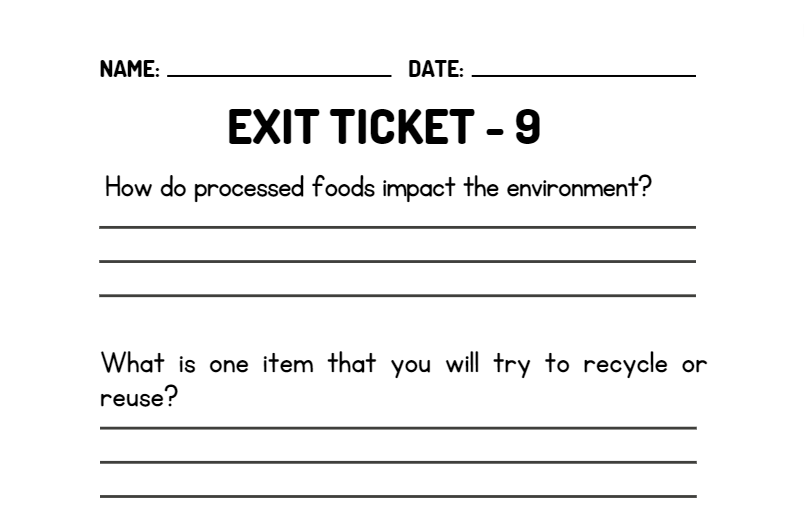 NAME: DATE:
EXIT TICKET - 9
How do processed foods impact the environment?
What is one item that you will try to recycle or
reuse?